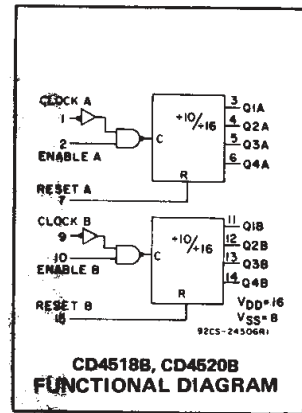 CLOCK A
1
÷10/
÷16
3 Q1A
4 Q2A
5 Q3A
6 Q4A
2
C
ENABLE A
RESET A
7
R
CLOCK B
9
÷10/
÷16
11 Q1B
12 Q2B
13 Q3B
14 Q4B
10
C
ENABLE B
RESET B
15
R
VDD=16
VSS=8
92CS-24506R1
CD4518B, CD4520B
FUNCTIONAL DIAGRAM